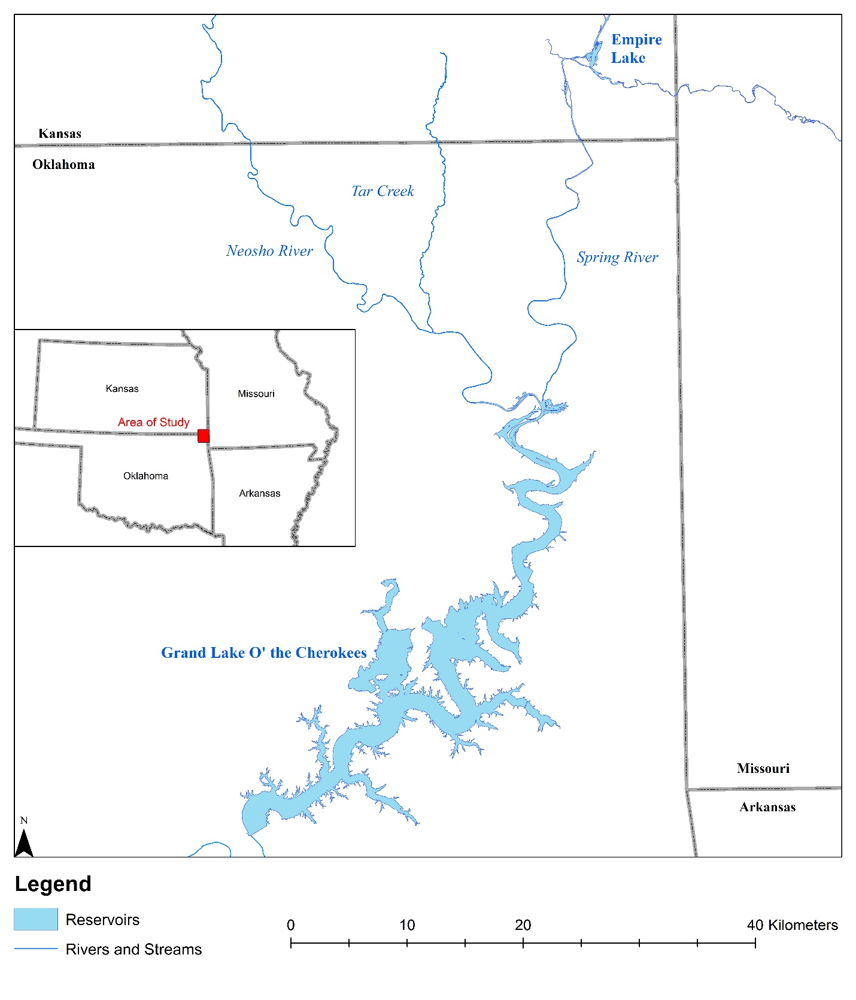 Empire
Lake
Kansas
Oklahoma
Tar Creek
Neosho River
Spring River
Kansas
Missouri
Area of Study
Oklahoma
Arkansas
Grand Lake O' the Cherokees
Missouri
Arkansas
N
Legend
Reservoirs
Rivers and Streams
0 10 20 40 Kilometers